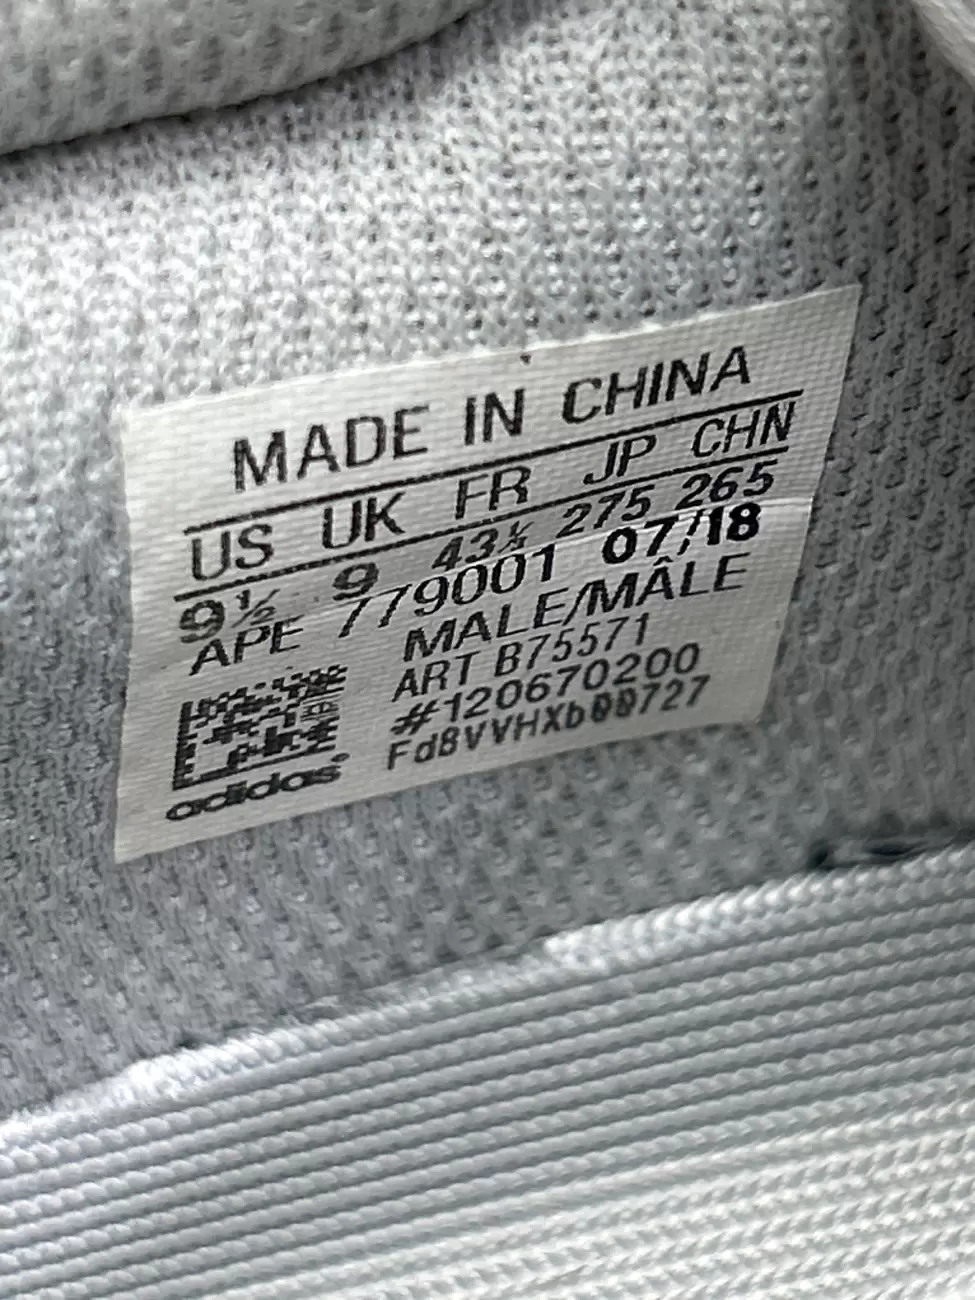 MADE IN CHINA
US UK FR JP CHN
9½ 9 43⅓ 275 265
APE 779001 07/18
MALE/MÂLE
ART B75571
#120670200
Fd8VVHXb00727
adidas